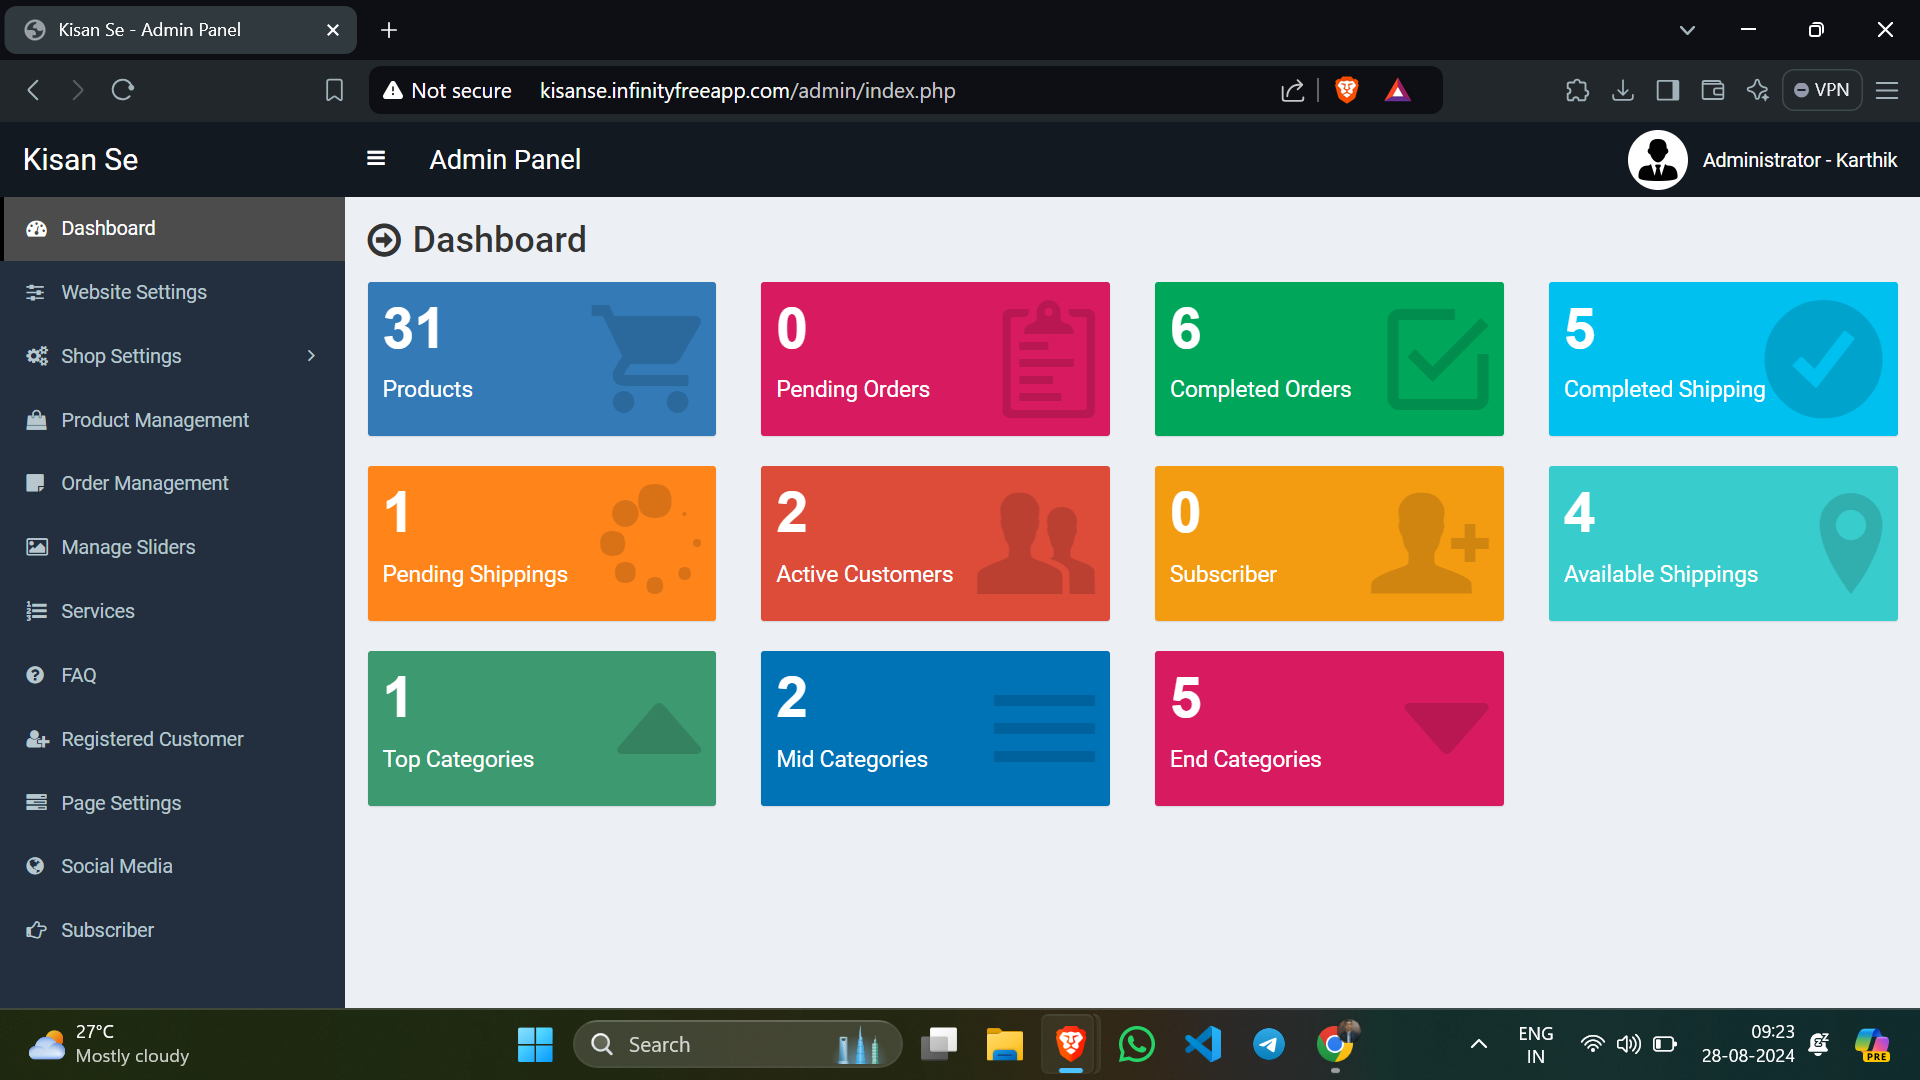 Kisan Se - Admin Panel
Not secure
kisanse.infinityfreeapp.com/admin/index.php
VPN
Kisan Se
Admin Panel
Administrator - Karthik
Dashboard
Website Settings
Shop Settings
Product Management
Order Management
Manage Sliders
Services
FAQ
Registered Customer
Page Settings
Social Media
Subscriber
Dashboard
31
Products
0
Pending Orders
6
Completed Orders
5
Completed Shipping
1
Pending Shippings
2
Active Customers
0
Subscriber
4
Available Shippings
1
Top Categories
2
Mid Categories
5
End Categories
27°C
Mostly cloudy
Search
ENG
IN
09:23
28-08-2024
PRE